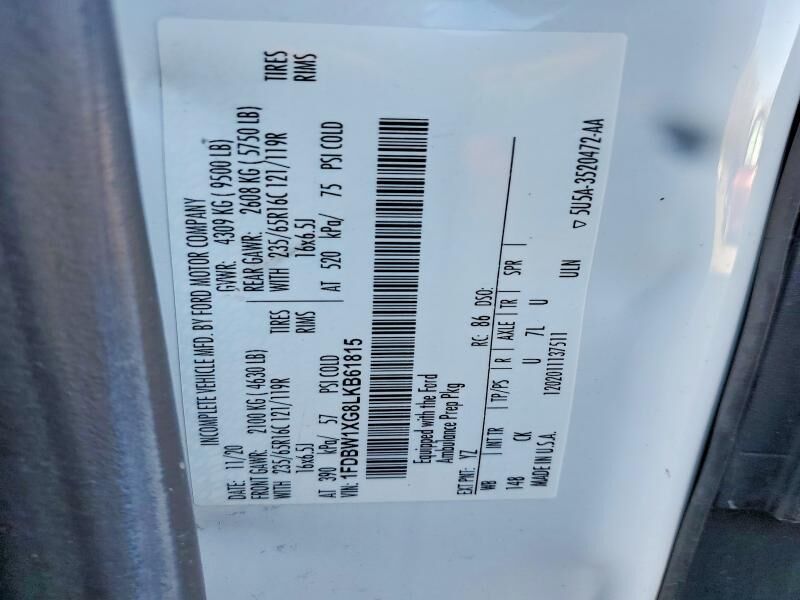 INCOMPLETE VEHICLE MFD. BY FORD MOTOR COMPANY
DATE: 11/20 GVWR: 4309 KG ( 9500 LB)
FRONT GAWR: 2100 KG ( 4630 LB) REAR GAWR: 2608 KG ( 5750 LB)
WITH 235/65R16C 121/119R TIRES WITH 235/65R16C 121/119R TIRES
16x6.5J RIMS 16x6.5J RIMS
AT 390 kPa/ 57 PSI COLD AT 520 kPa/ 75 PSI COLD
VIN: 1FDBW1XG8LKB61815
Equipped with the Ford
Ambulance Prep Pkg
EXT PNT: YZ RC: 86 DSO:
WB INT TR TP/PS R AXLE TR SPR
148 CK U 7L U
MADE IN U.S.A. 12020111137511 ULN
▽ 5U5A-3520472-AA